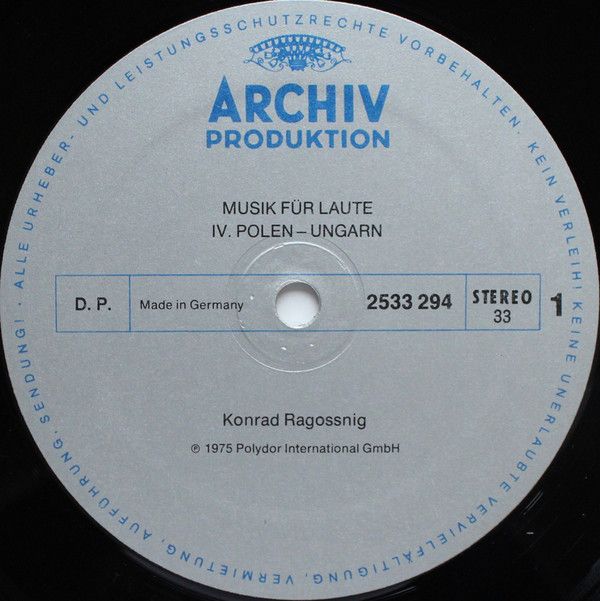 ARCHIV
PRODUKTION
MUSIK FÜR LAUTE
IV. POLEN – UNGARN
D. P.
Made in Germany
2533 294
STEREO
33
1
Konrad Ragossnig
℗ 1975 Polydor International GmbH
· ALLE URHEBER- UND LEISTUNGSSCHUTZRECHTE VORBEHALTEN. KEIN VERLEIH! KEINE UNERLAUBTE VERVIELFÄLTIGUNG, VERMIETUNG, AUFFÜHRUNG, SENDUNG!